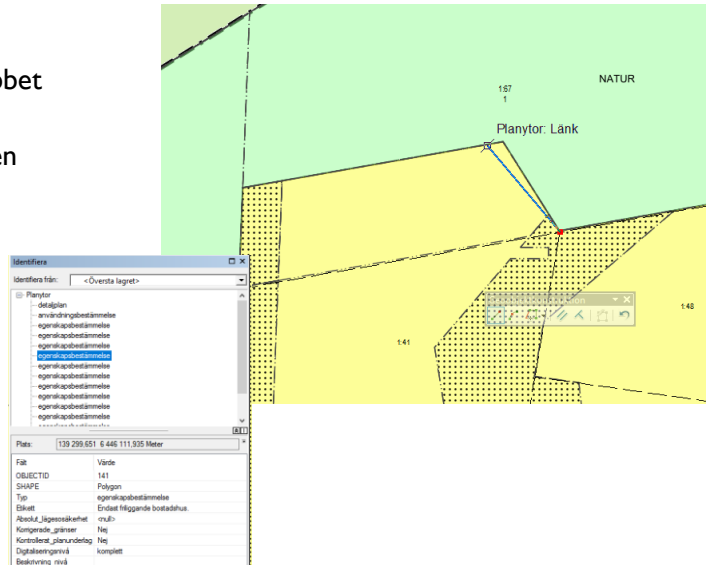 en
NATUR
1:67
1
Planytor: Länk
1:48
1:41
Identifiera
Identifiera från: <Översta lagret>
Planytor
detaljplan
användningsbestämmelse
egenskapsbestämmelse
egenskapsbestämmelse
egenskapsbestämmelse
egenskapsbestämmelse
egenskapsbestämmelse
egenskapsbestämmelse
egenskapsbestämmelse
egenskapsbestämmelse
egenskapsbestämmelse
egenskapsbestämmelse
Plats: 139 299,651 6 446 111,935 Meter
Fält Värde
OBJECTID 141
SHAPE Polygon
Typ egenskapsbestämmelse
Etikett Endast friliggande bostadshus.
Absolut_lägesosäkerhet <null>
Korrigerade_gränser Nej
Kontrollerat_planunderlag Nej
Digitaliseringsnivå komplett
Beskrivning_nivå